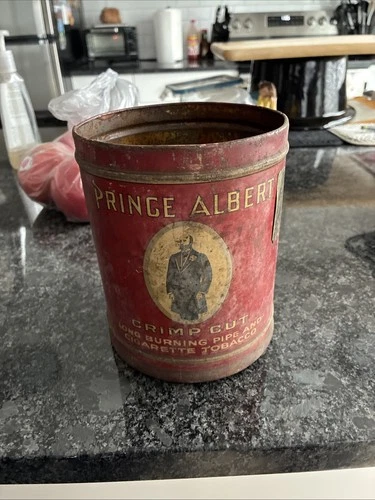 PRINCE ALBERT
CRIMP CUT
LONG BURNING PIPE AND
CIGARETTE TOBACCO